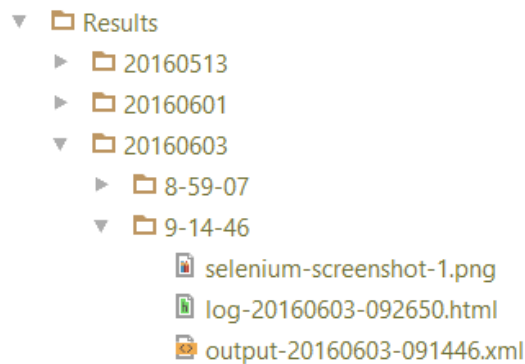 Results
20160513
20160601
20160603
8-59-07
9-14-46
selenium-screenshot-1.png
log-20160603-092650.html
output-20160603-091446.xml